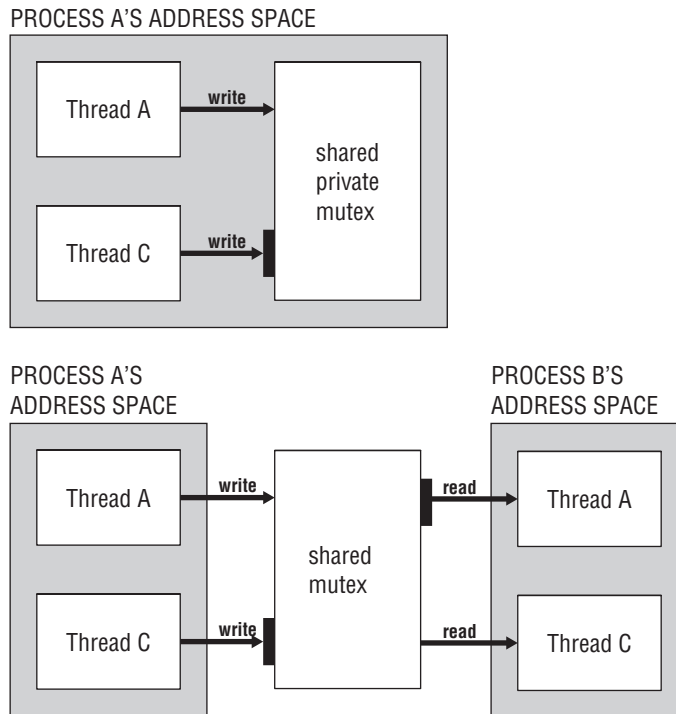 PROCESS A'S ADDRESS SPACE
Thread A
write
shared
private
mutex
Thread C
write
PROCESS A'S
ADDRESS SPACE
PROCESS B'S
ADDRESS SPACE
Thread A
write
read
Thread A
shared
mutex
Thread C
write
read
Thread C